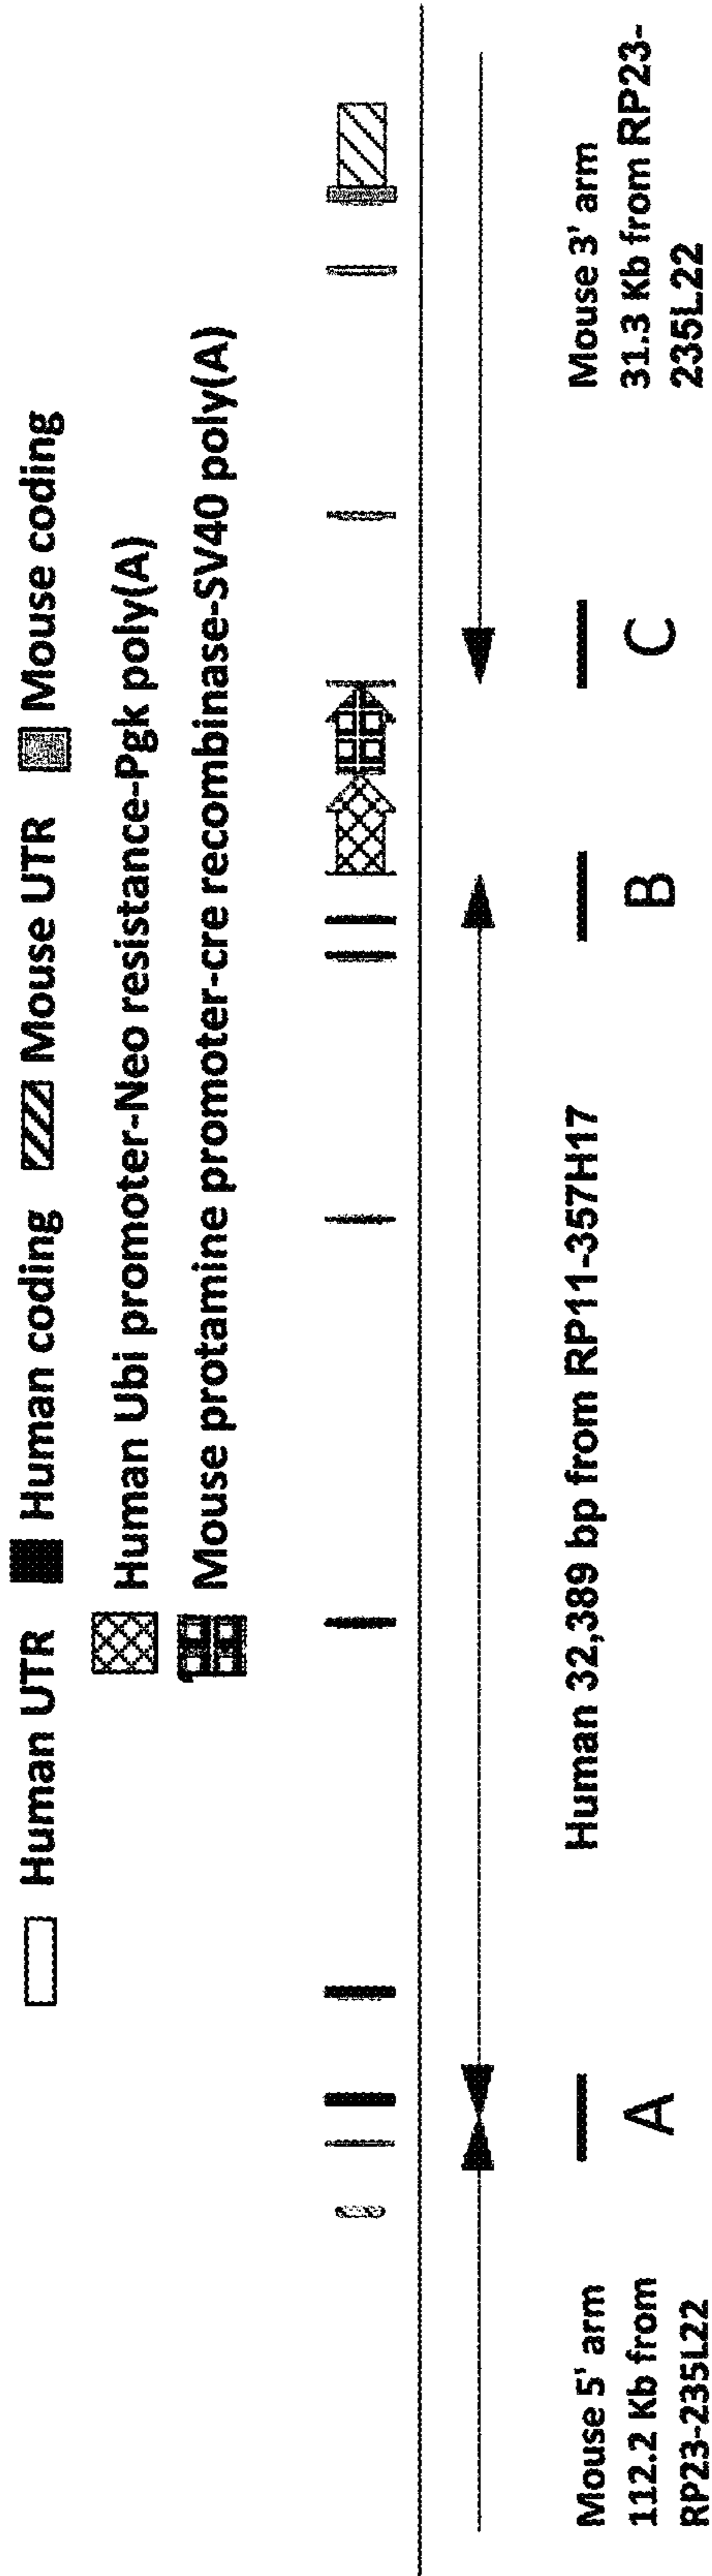 Human UTR Human coding Mouse UTR Mouse coding
Human Ubi promoter-Neo resistance-Pgk poly(A)
Mouse protamine promoter-cre recombinase-SV40 poly(A)
Mouse 5' arm
112.2 Kb from
RP23-235L22
A
Human 32,389 bp from RP11-357H17
B
C
Mouse 3' arm
31.3 Kb from RP23-
235L22